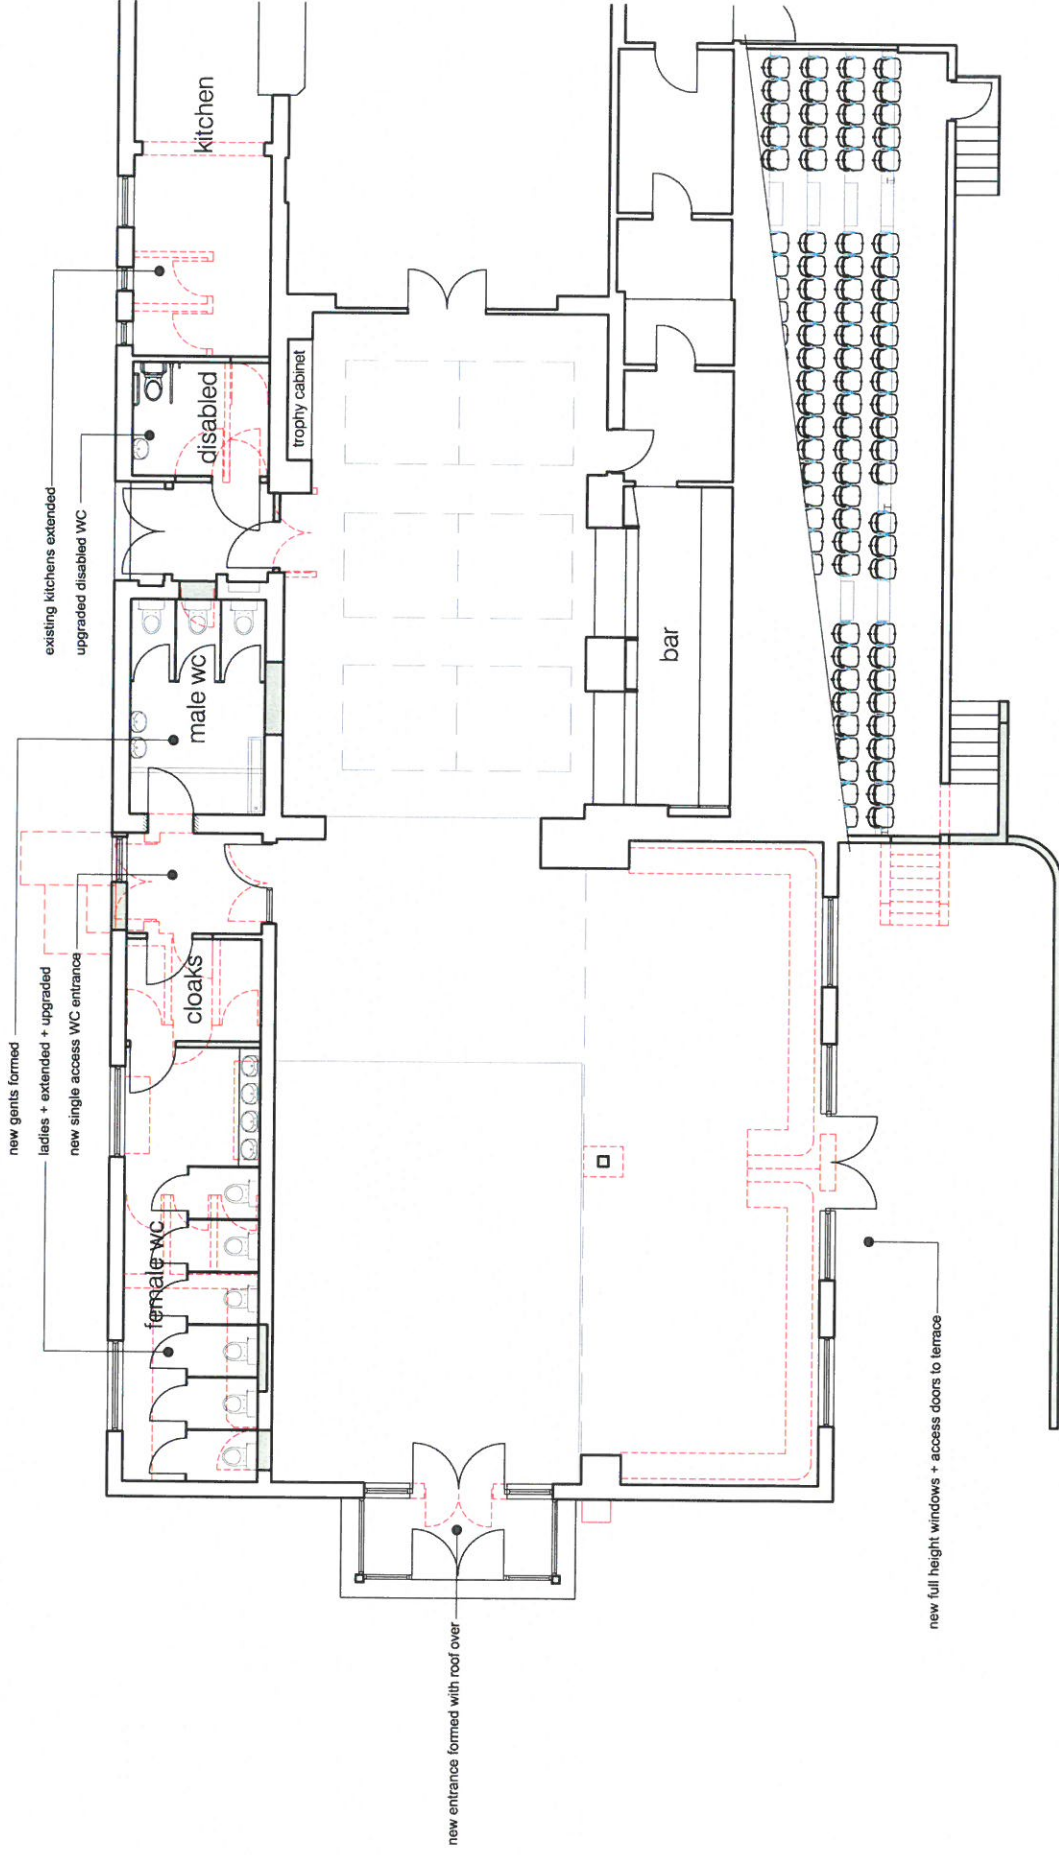 existing kitchens extended
upgraded disabled WC
new gents formed
ladies + extended + upgraded
new single access WC entrance
kitchen
disabled
trophy cabinet
male wc
bar
cloaks
female wc
new entrance formed with roof over
new full height windows + access doors to terrace